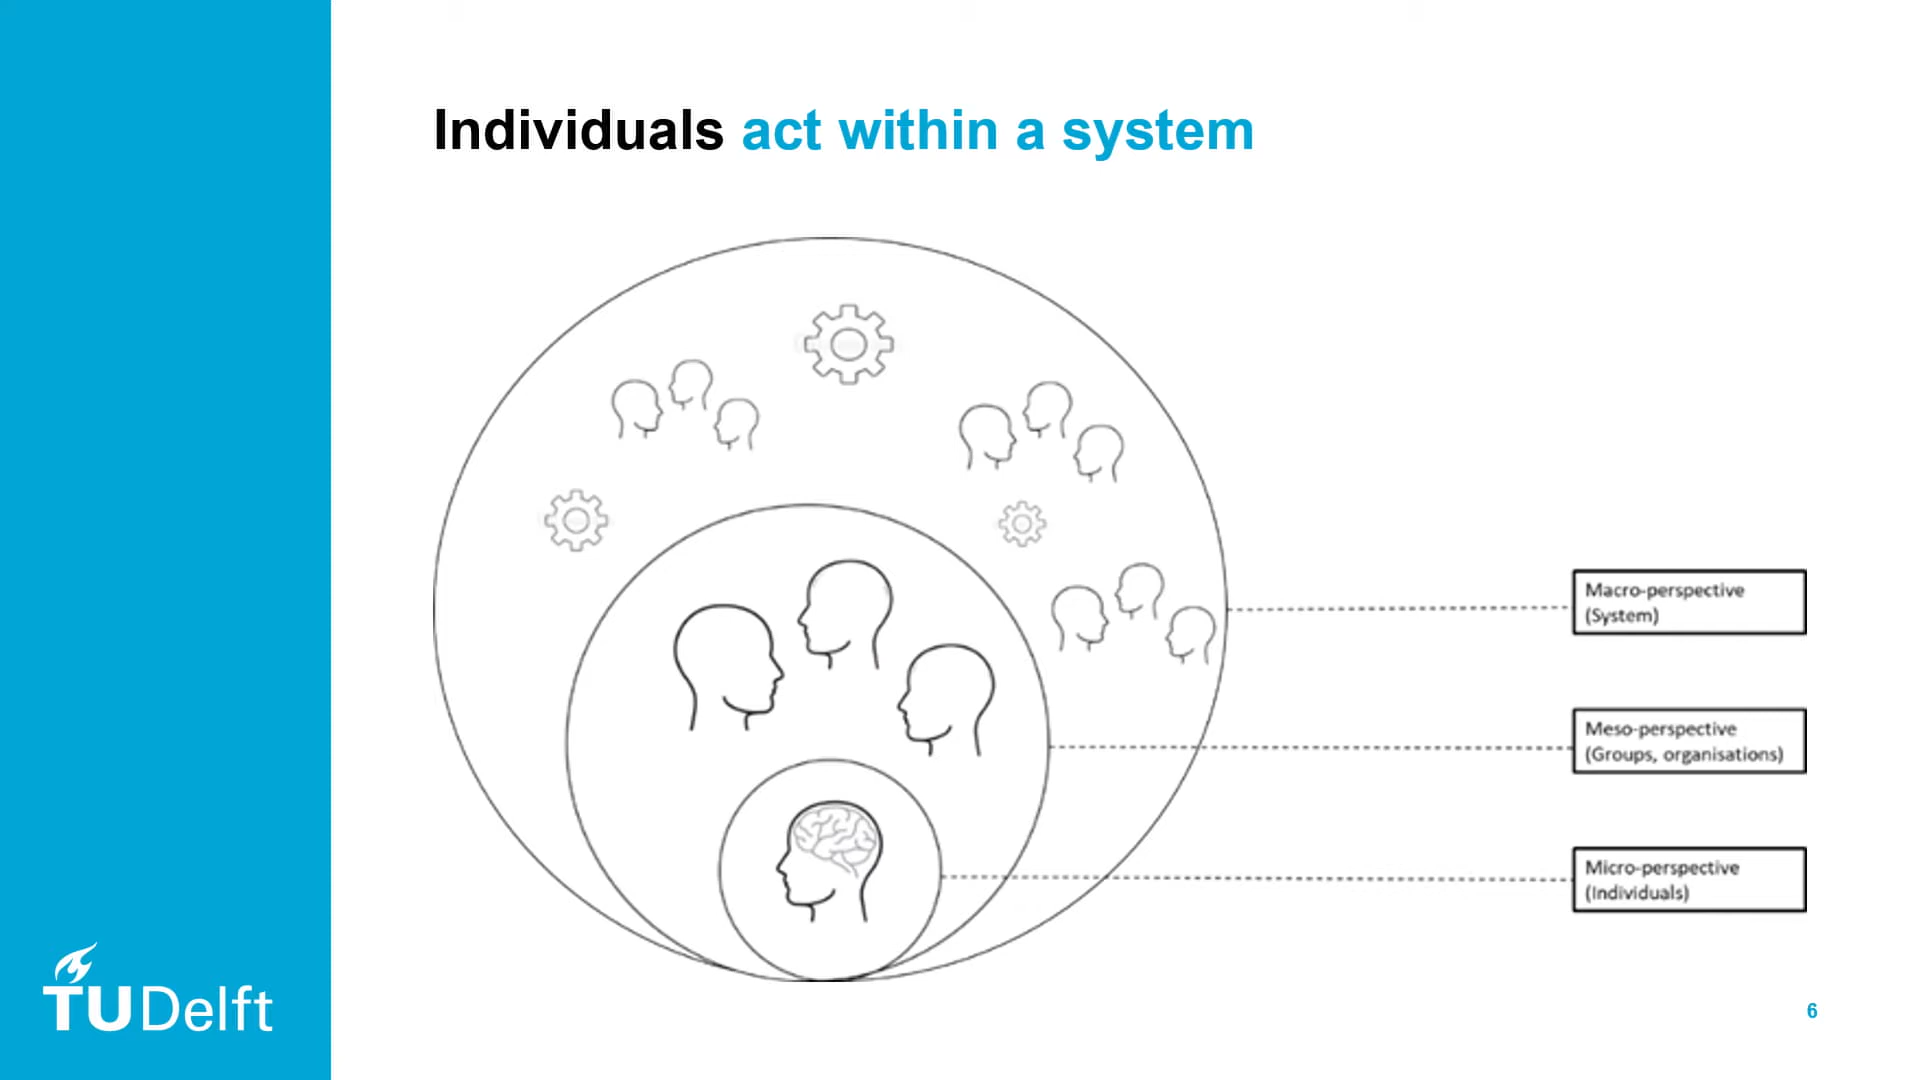 Individuals act within a system
Macro-perspective
(System)
Meso-perspective
(Groups, organisations)
Micro-perspective
(Individuals)
TUDelft
6